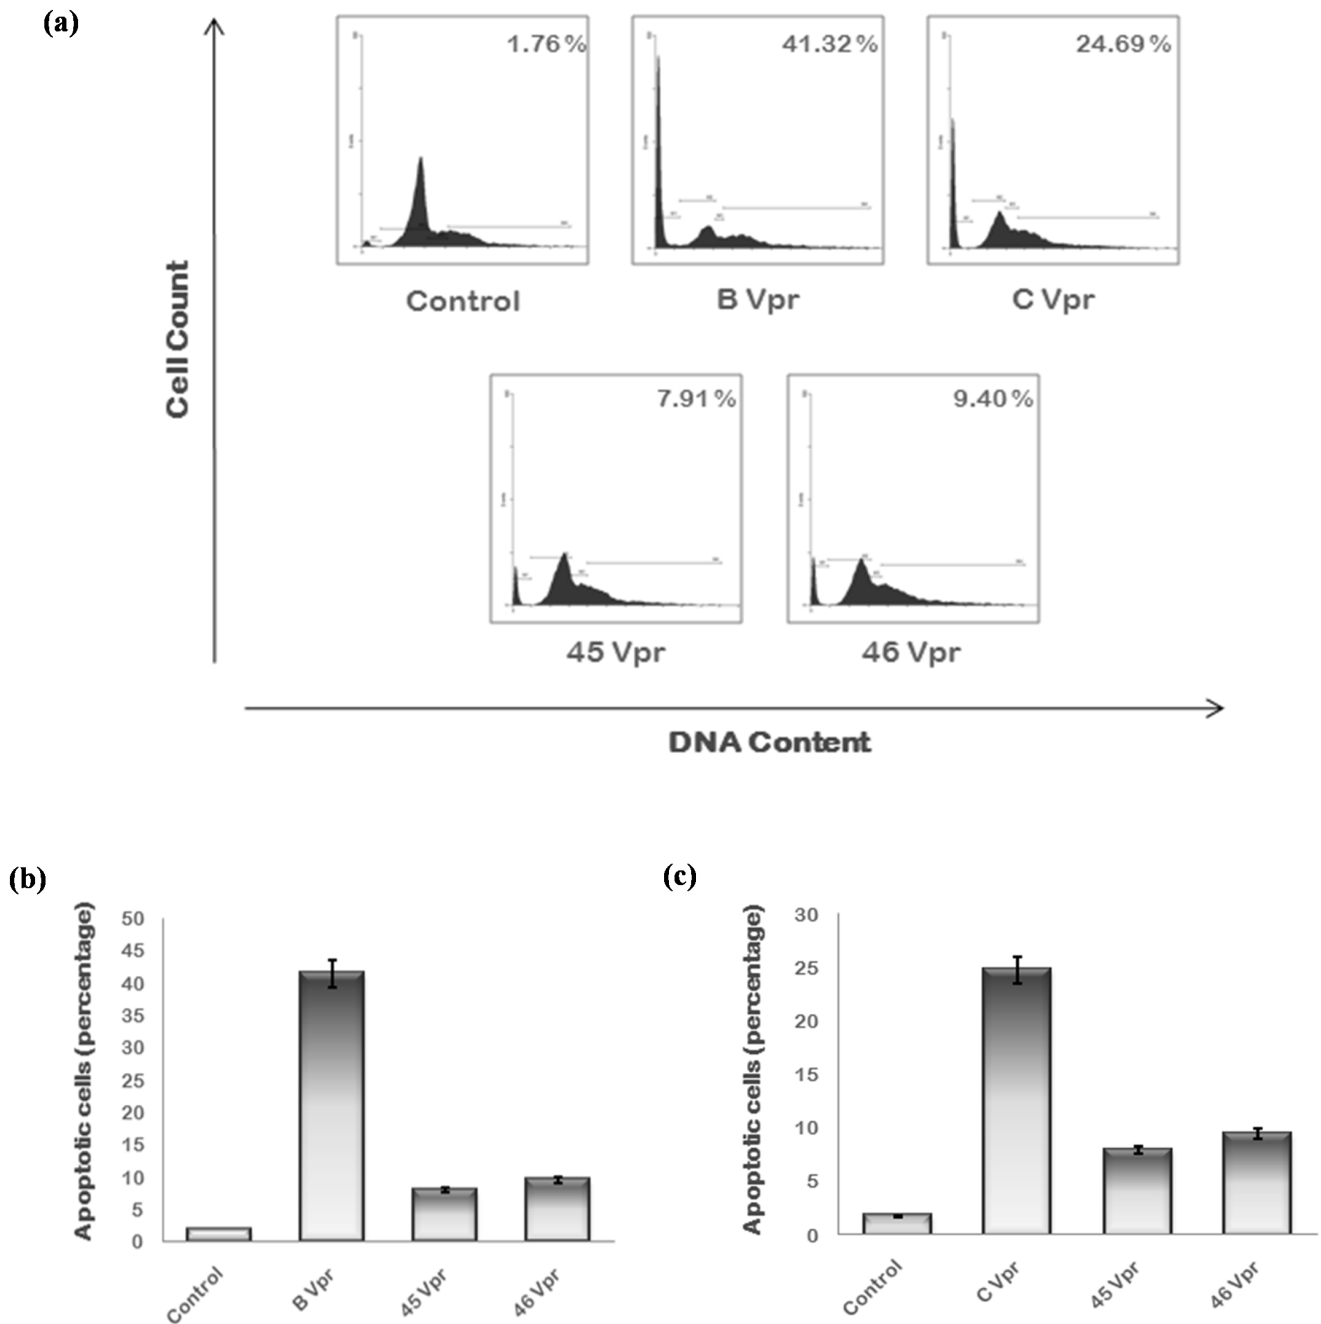 (a)
1.76 %
41.32 %
24.69 %
Control
B Vpr
C Vpr
Cell Count
7.91 %
9.40 %
45 Vpr
46 Vpr
DNA Content
(b)
Apoptotic cells (percentage)
50
45
40
35
30
25
20
15
10
5
0
Control
B Vpr
45 Vpr
46 Vpr
(c)
Apoptotic cells (percentage)
30
25
20
15
10
5
0
Control
C Vpr
45 Vpr
46 Vpr